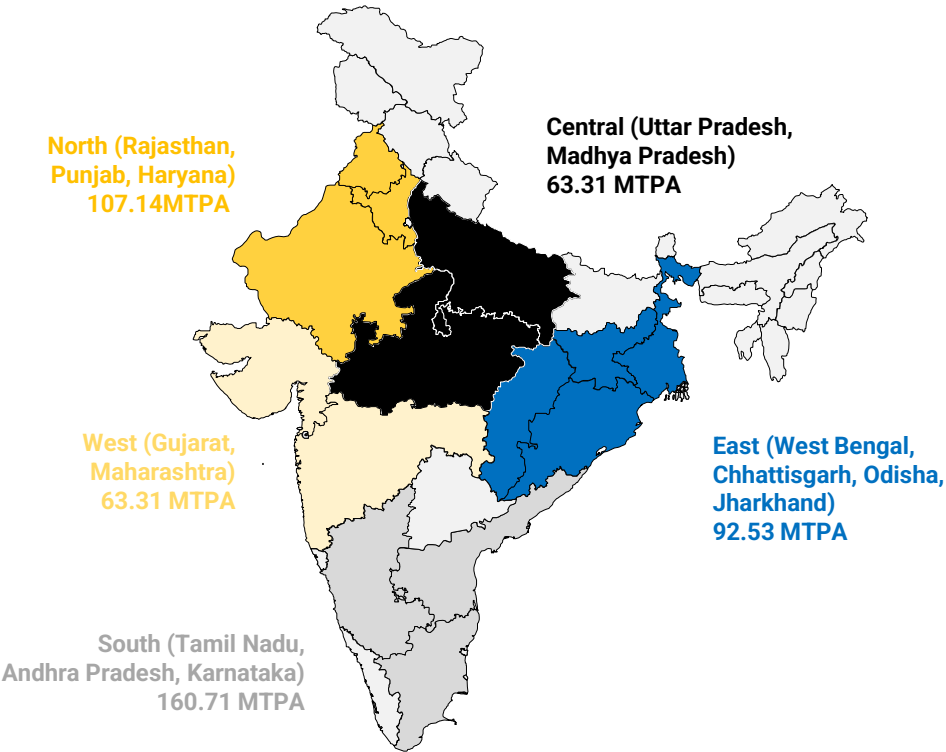 North (Rajasthan,
Punjab, Haryana)
107.14MTPA
Central (Uttar Pradesh,
Madhya Pradesh)
63.31 MTPA
West (Gujarat,
Maharashtra)
63.31 MTPA
East (West Bengal,
Chhattisgarh, Odisha,
Jharkhand)
92.53 MTPA
South (Tamil Nadu,
Andhra Pradesh, Karnataka)
160.71 MTPA